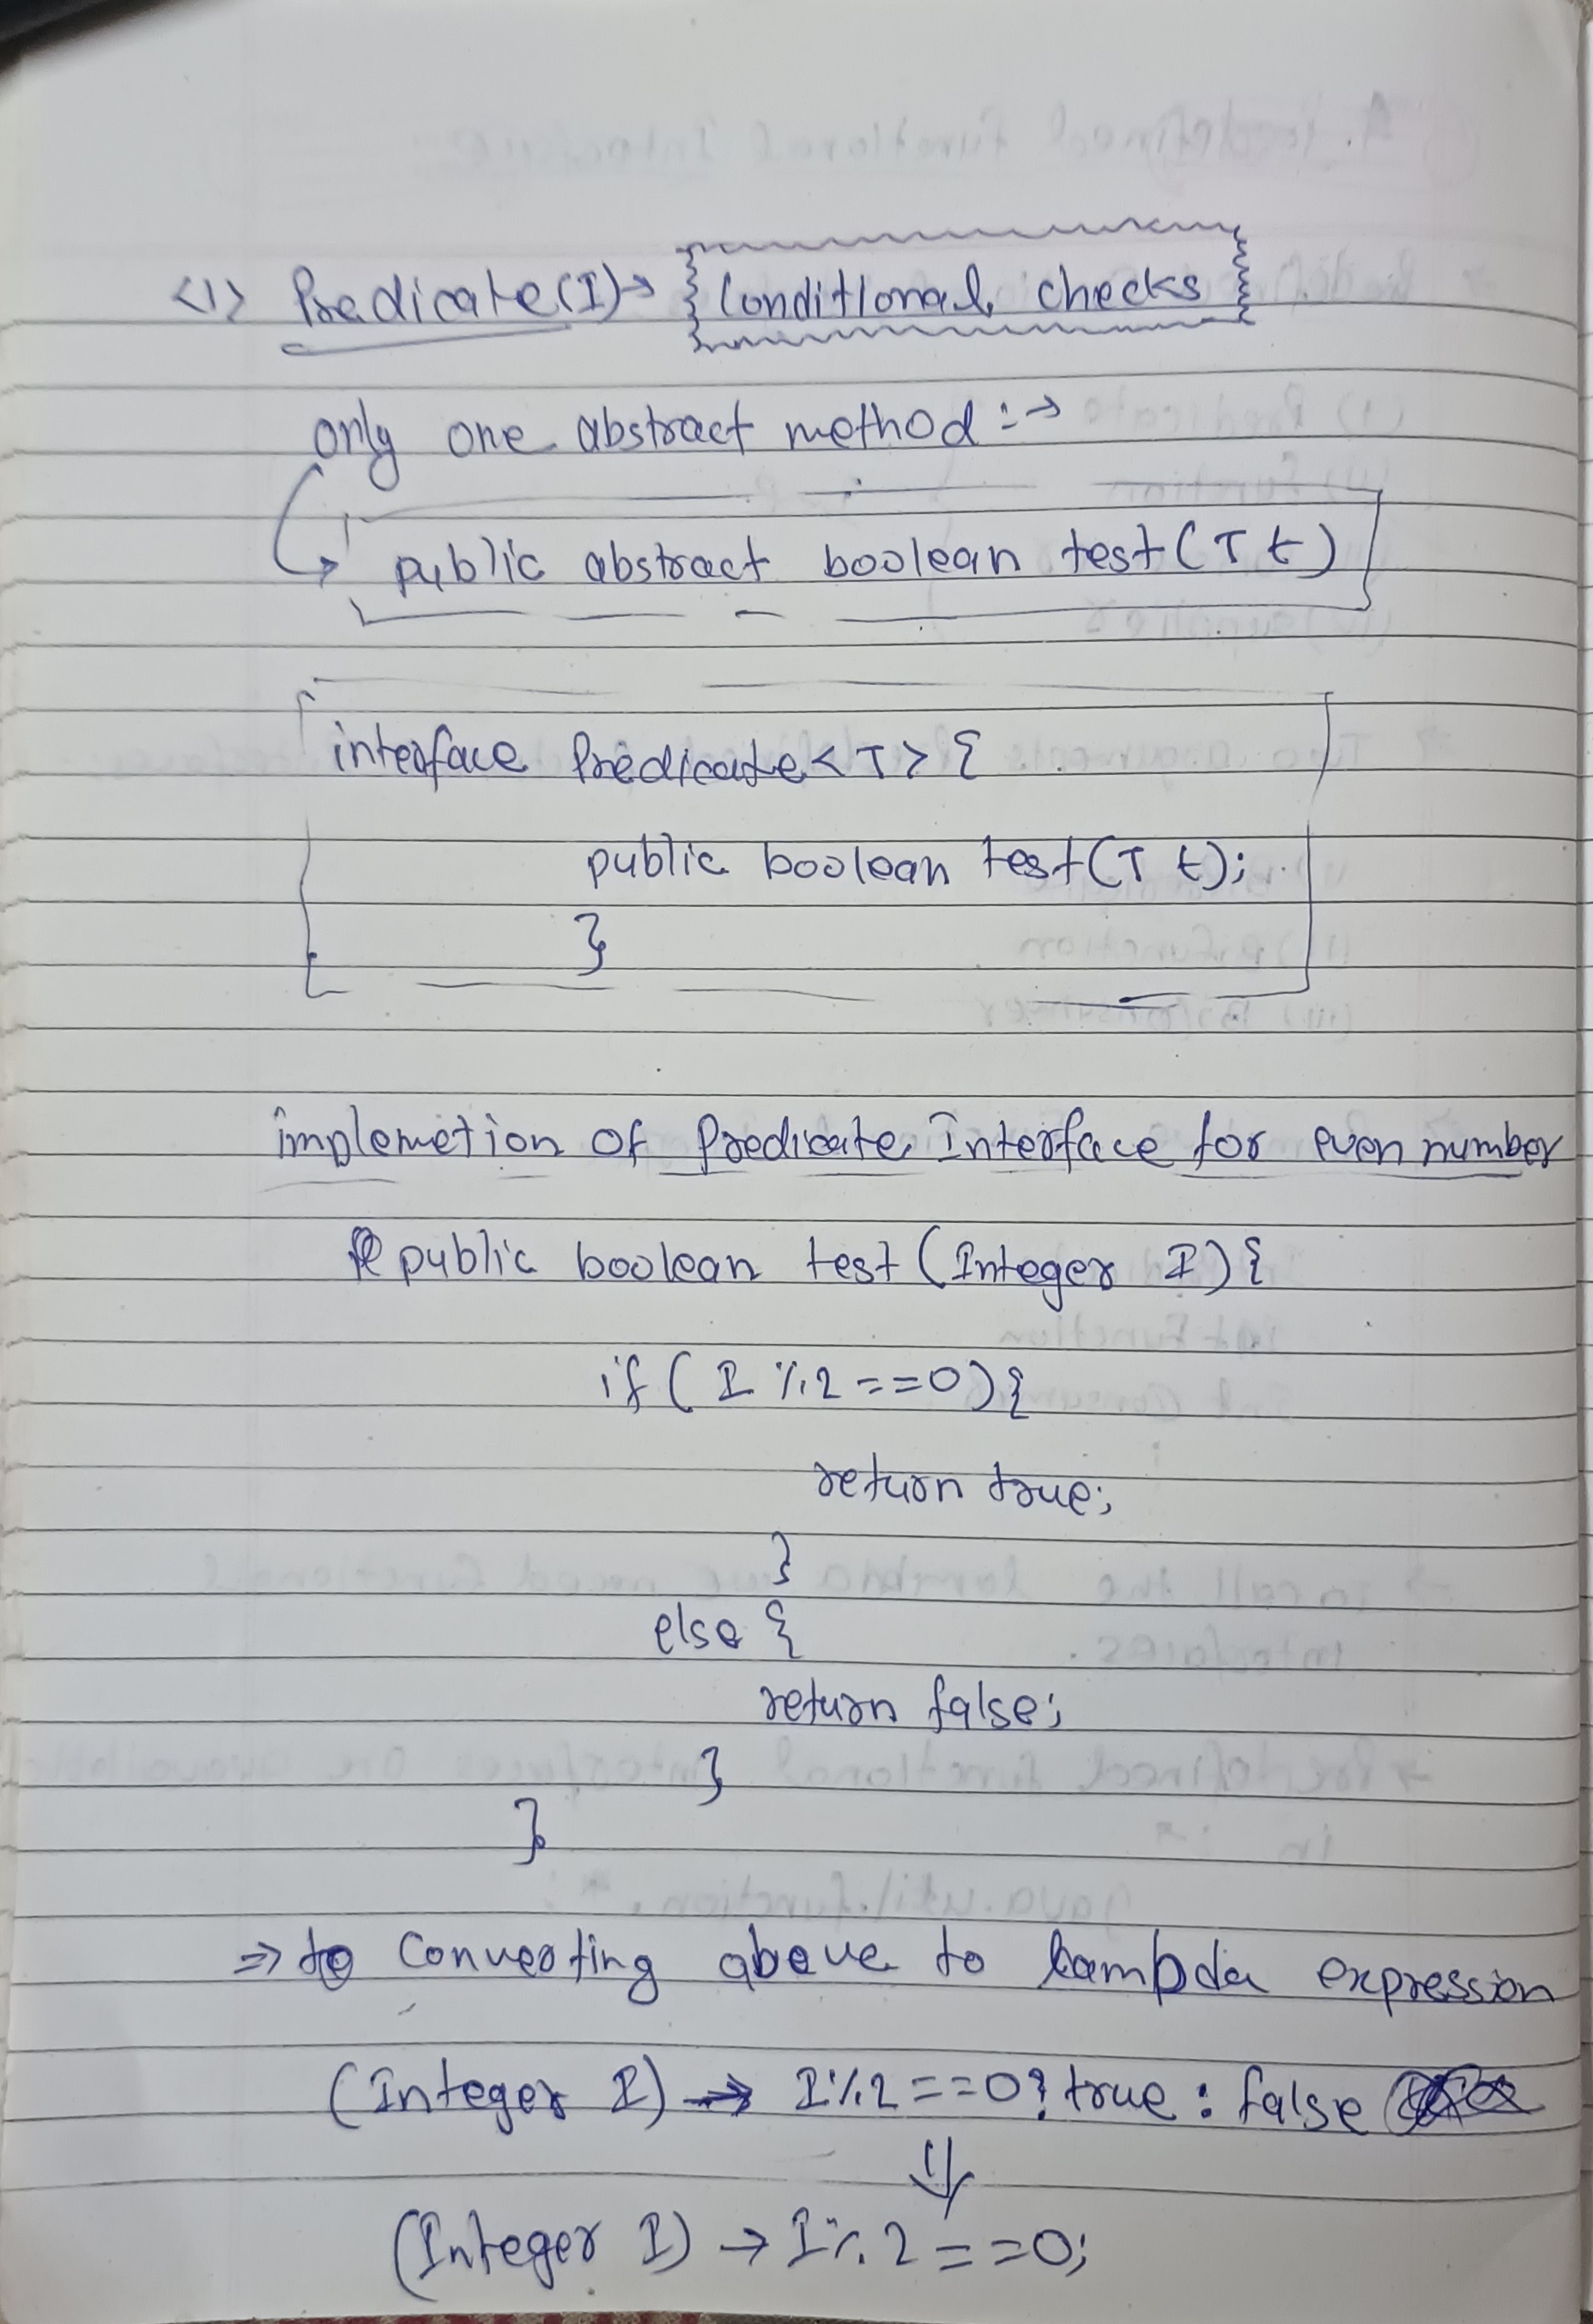 <1> Predicate(I)→ Conditional checks
only one abstract method :→
public abstract boolean test(T t)
interface Predicate<T> {
public boolean test(T t);
}
implemetion of Predicate Interface for even number
public boolean test(Integer I){
if(I%2==0){
return true;
}
else {
return false;
}
}
⇒ to Converting above to lambda expression
(Integer I) → I%2==0? true : false
⇓
(Integer I) → I%2==0;